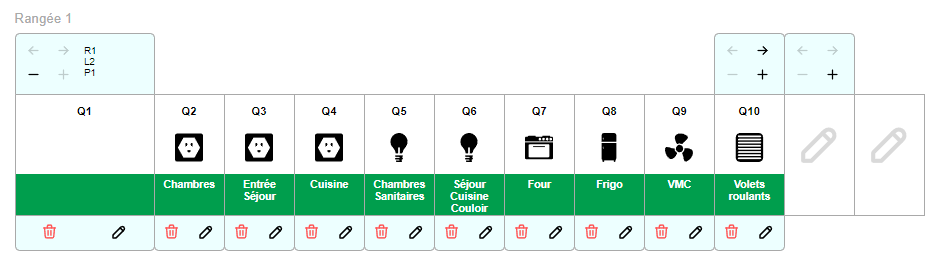 Rangée 1
R1
L2
P1
Q1
Q2
Q3
Q4
Q5
Q6
Q7
Q8
Q9
Q10
Chambres
Entrée
Séjour
Cuisine
Chambres
Sanitaires
Séjour
Cuisine
Couloir
Four
Frigo
VMC
Volets
roulants